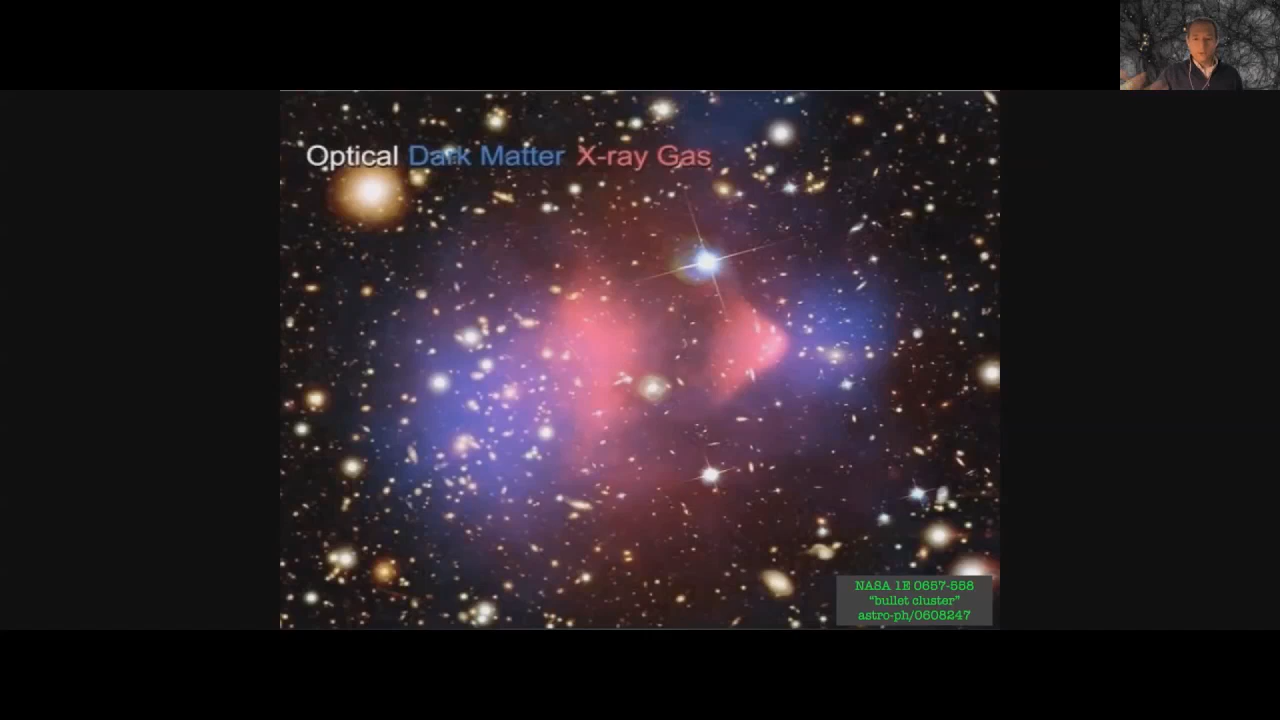 Optical Dark Matter X-ray Gas
NASA 1E 0657-558
"bullet cluster"
astro-ph/0608247